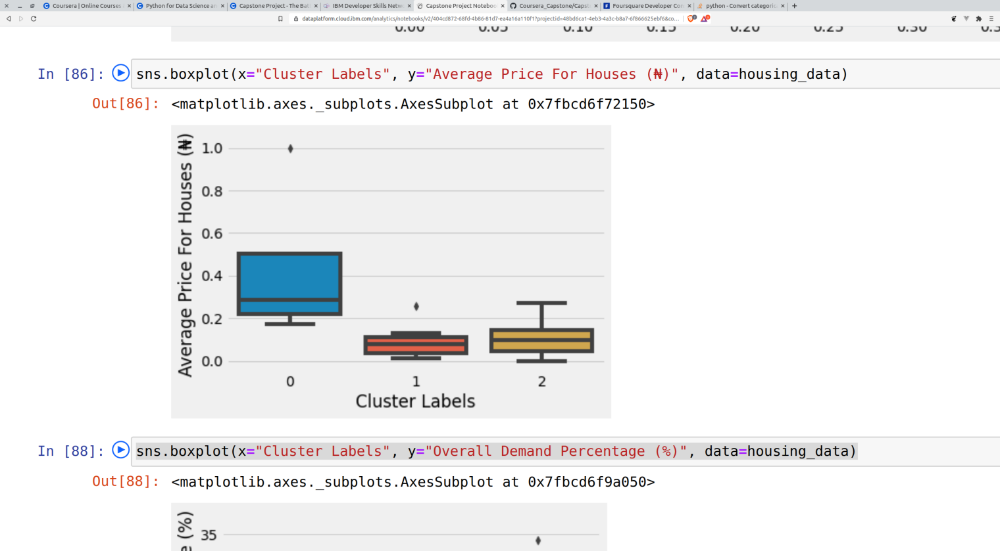 Coursera | Online Courses
Python for Data Science an
Capstone Project - The Bat
IBM Developer Skills Netw
Capstone Project Noteboo
Coursera_Capstone/Capst
Foursquare Developer Con
python - Convert categoric
dataplatform.cloud.ibm.com/analytics/notebooks/v2/404cd872-68fd-4b86-81d7-ea4a16a110f1?projectid=48bd6ca1-4eb3-4a3c-b8a7-6f866625ebf6&co...
0.00 0.05 0.10 0.15 0.20 0.25 0.30
In [86]: sns.boxplot(x="Cluster Labels", y="Average Price For Houses (₦)", data=housing_data)
Out[86]: <matplotlib.axes._subplots.AxesSubplot at 0x7fbcd6f72150>
Average Price For Houses (₦)
1.0
0.8
0.6
0.4
0.2
0.0
0 1 2
Cluster Labels
In [88]: sns.boxplot(x="Cluster Labels", y="Overall Demand Percentage (%)", data=housing_data)
Out[88]: <matplotlib.axes._subplots.AxesSubplot at 0x7fbcd6f9a050>
(%)
35